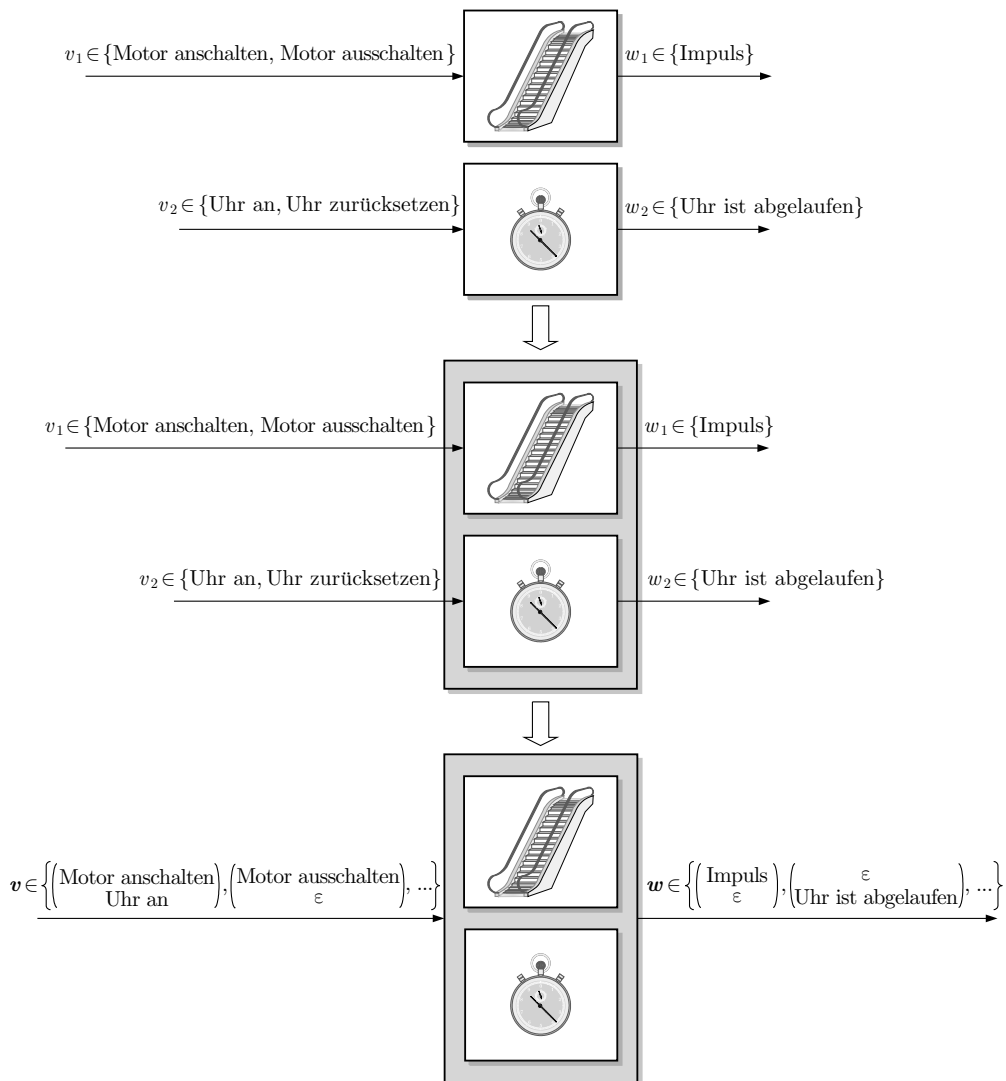 v₁ ∈ {Motor anschalten, Motor ausschalten} w₁ ∈ {Impuls}
v₂ ∈ {Uhr an, Uhr zurücksetzen} w₂ ∈ {Uhr ist abgelaufen}
v₁ ∈ {Motor anschalten, Motor ausschalten} w₁ ∈ {Impuls}
v₂ ∈ {Uhr an, Uhr zurücksetzen} w₂ ∈ {Uhr ist abgelaufen}
v ∈ {(Motor anschalten / Uhr an), (Motor ausschalten / ε), ...} w ∈ {(Impuls / ε), (ε / Uhr ist abgelaufen), ...}